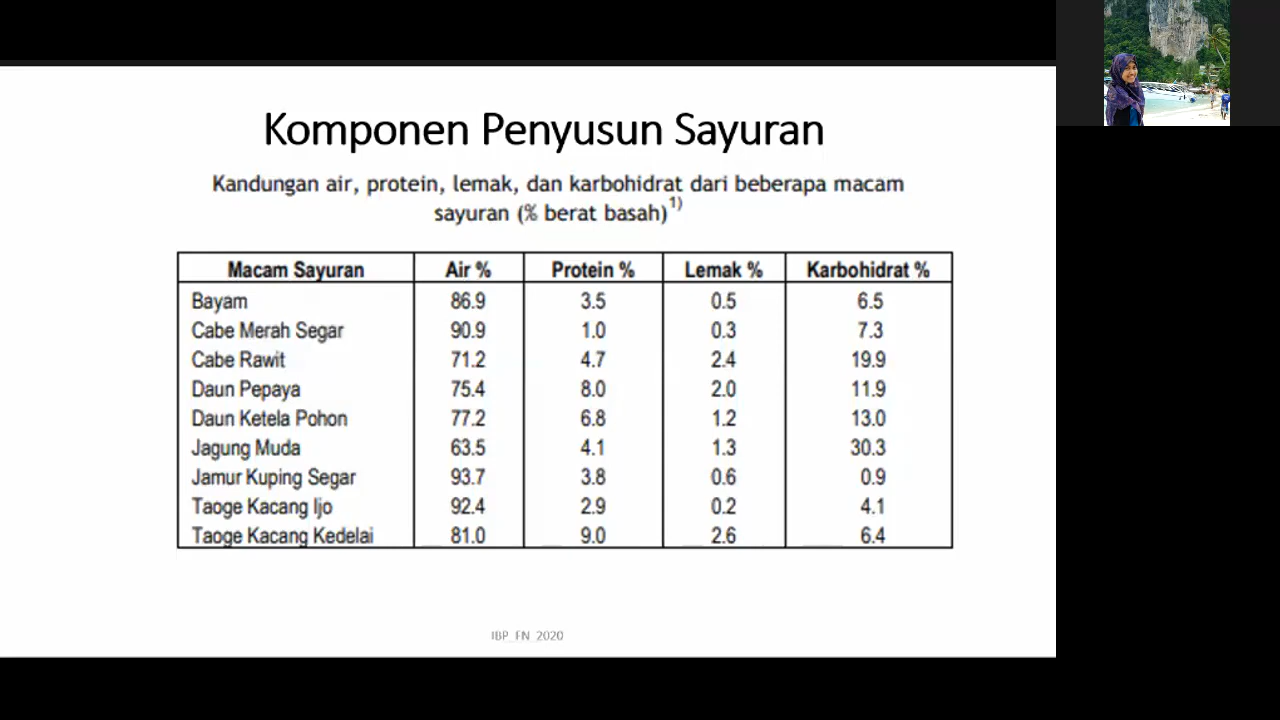 Komponen Penyusun Sayuran
Kandungan air, protein, lemak, dan karbohidrat dari beberapa macam
sayuran (% berat basah)1)
Macam Sayuran Air % Protein % Lemak % Karbohidrat %
Bayam 86.9 3.5 0.5 6.5
Cabe Merah Segar 90.9 1.0 0.3 7.3
Cabe Rawit 71.2 4.7 2.4 19.9
Daun Pepaya 75.4 8.0 2.0 11.9
Daun Ketela Pohon 77.2 6.8 1.2 13.0
Jagung Muda 63.5 4.1 1.3 30.3
Jamur Kuping Segar 93.7 3.8 0.6 0.9
Taoge Kacang Ijo 92.4 2.9 0.2 4.1
Taoge Kacang Kedelai 81.0 9.0 2.6 6.4
IBP_FN_2020